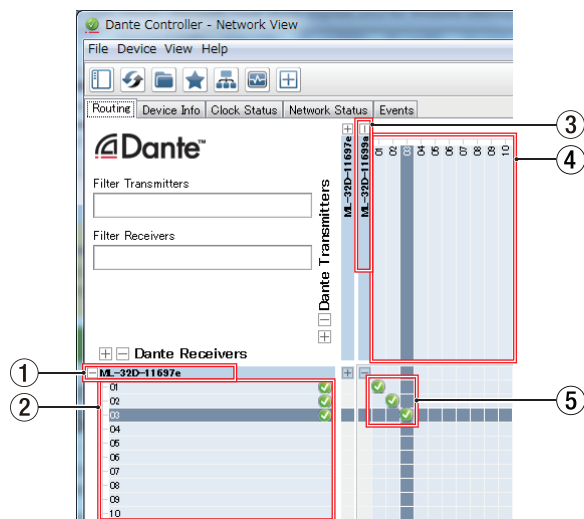 Dante Controller - Network View
File Device View Help
Routing Device Info Clock Status Network Status Events
Dante™
Filter Transmitters
Filter Receivers
Dante Transmitters
ML-32D-11697e
ML-32D-11699a
01 02 03 04 05 06 07 08 09 10
Dante Receivers
ML-32D-11697e
01
02
03
04
05
06
07
08
09
10
1
2
3
4
5